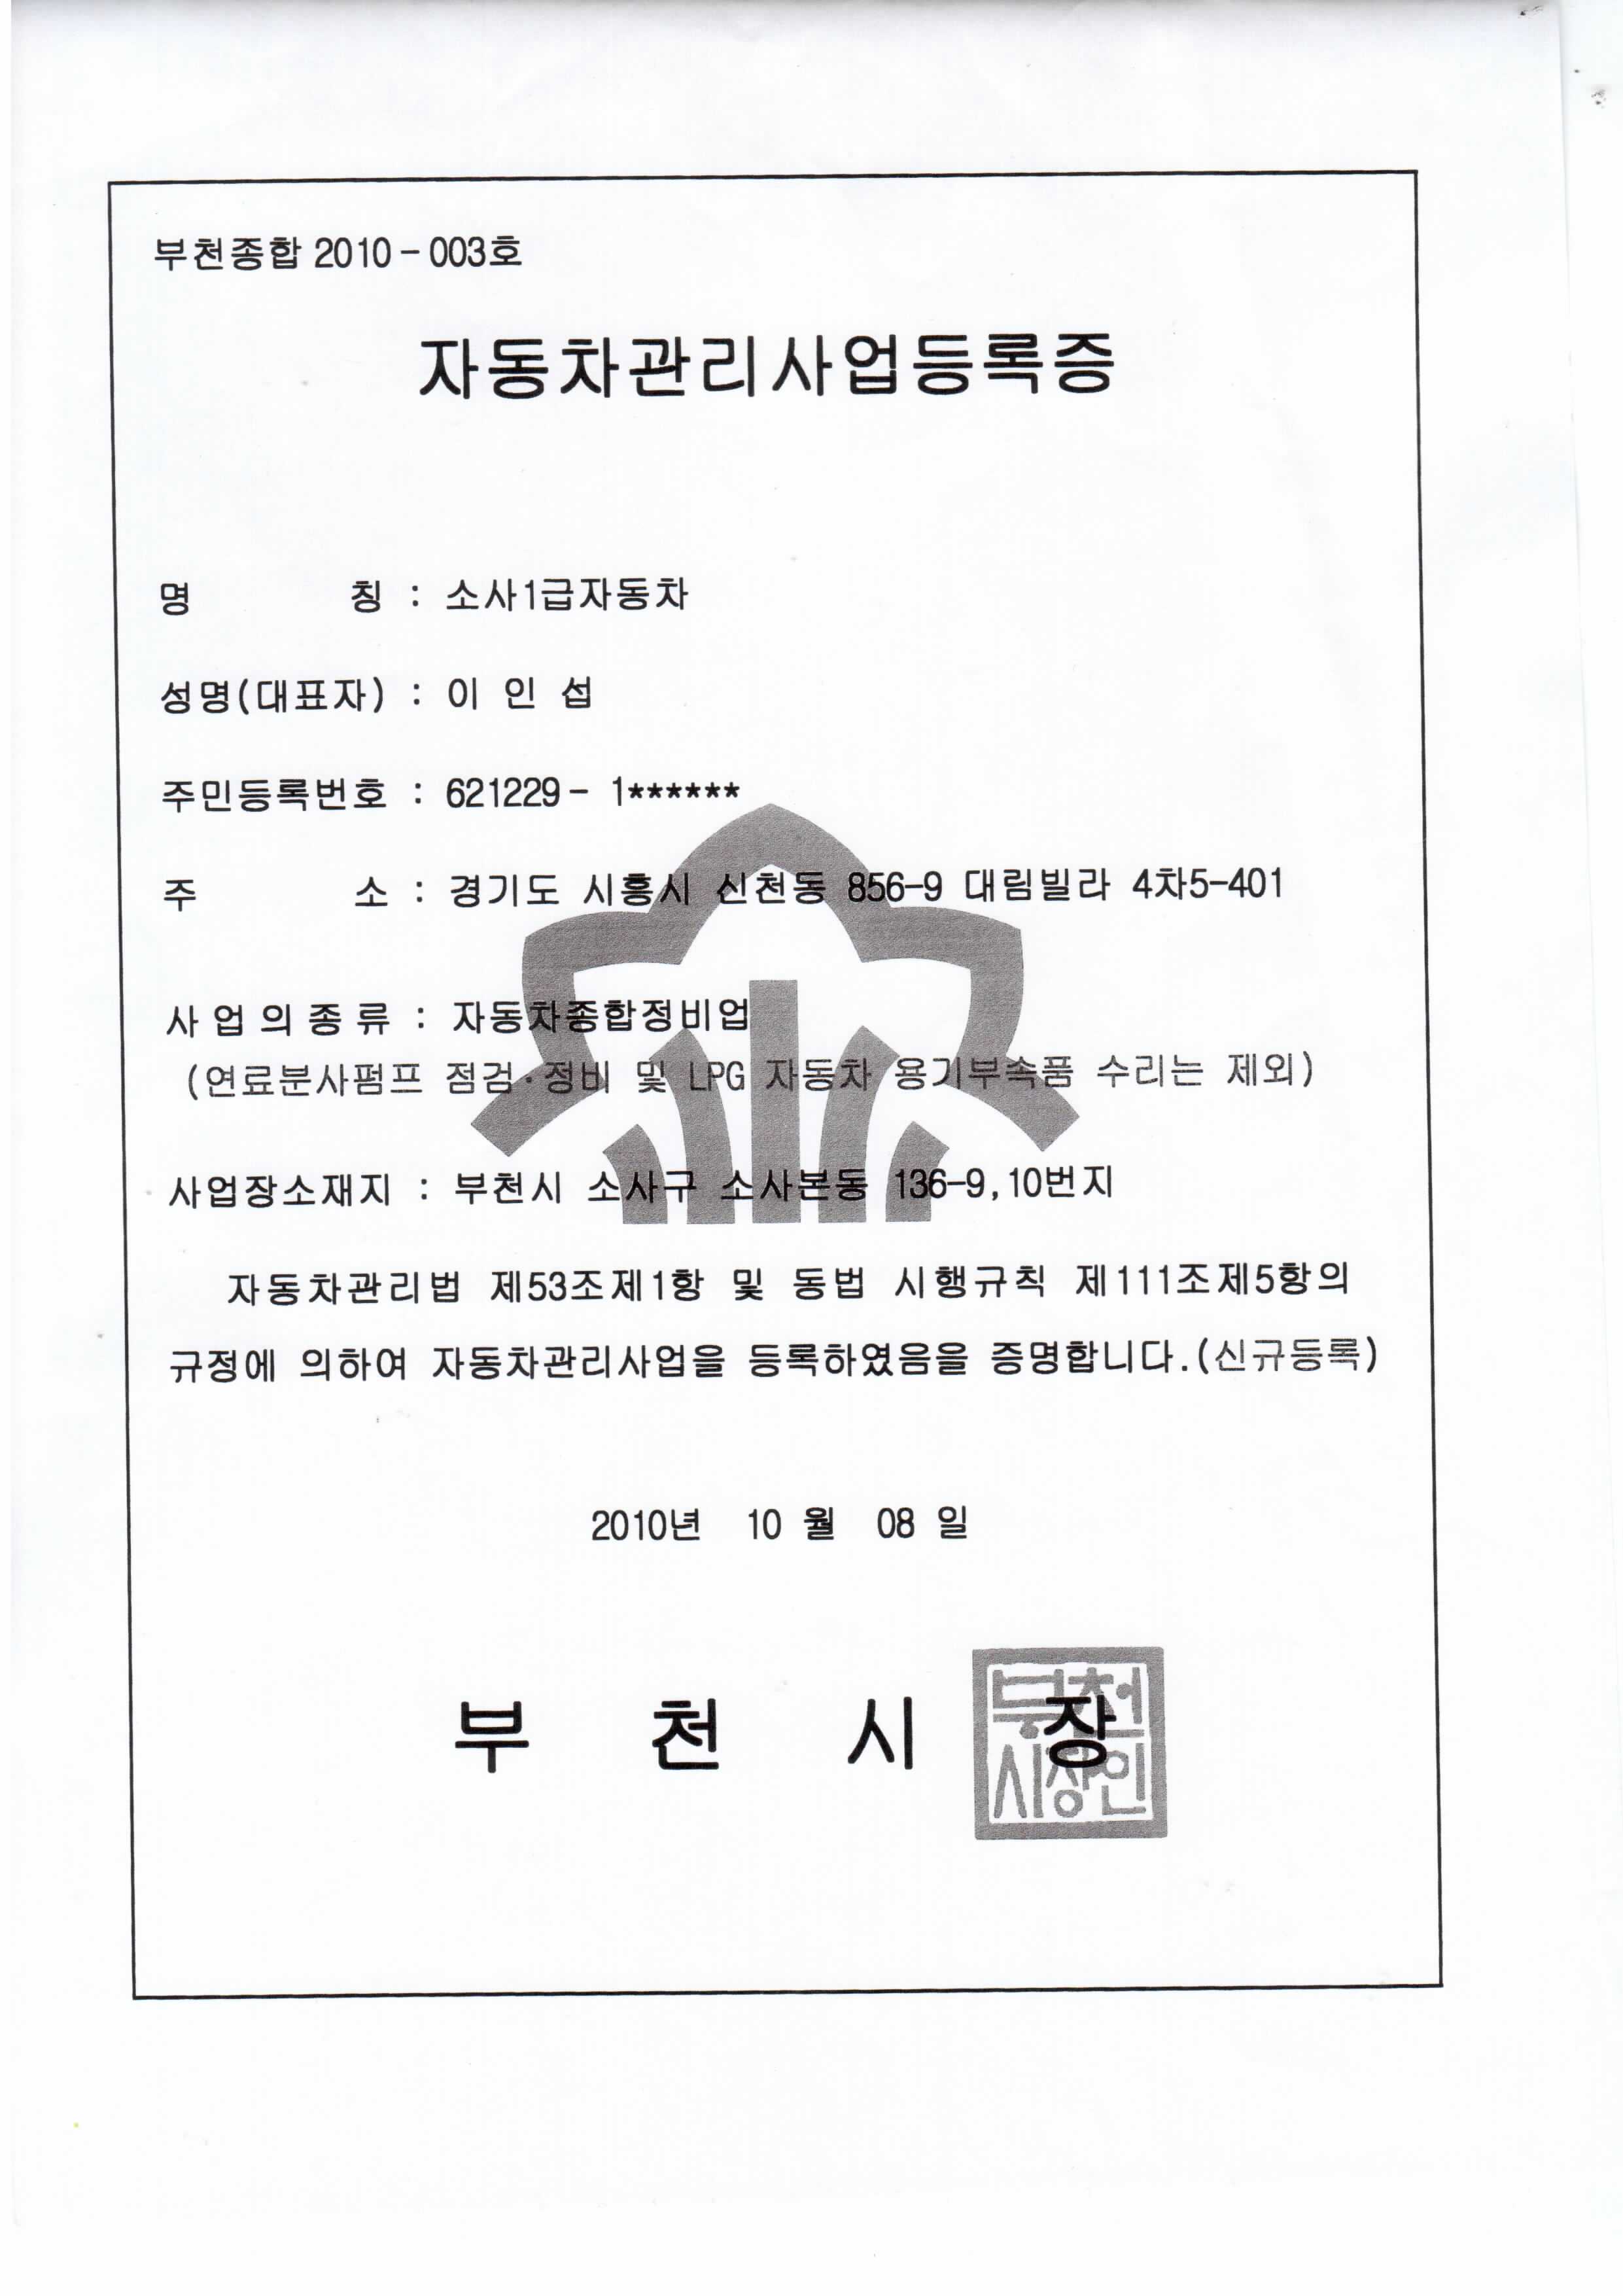 부천종합 2010-003호
자동차관리사업등록증
명 칭 : 소사1급자동차
성명(대표자) : 이 인 섭
주민등록번호 : 621229- 1******
주 소 : 경기도 시흥시 신천동 856-9 대림빌라 4차5-401
사업의종류 : 자동차종합정비업
(연료분사펌프 점검·정비 및 LPG 자동차 용기부속품 수리는 제외)
사업장소재지 : 부천시 소사구 소사본동 136-9,10번지
자동차관리법 제53조제1항 및 동법 시행규칙 제111조제5항의
규정에 의하여 자동차관리사업을 등록하였음을 증명합니다.(신규등록)
2010년 10 월 08 일
부 천 시 장
부천
시장인